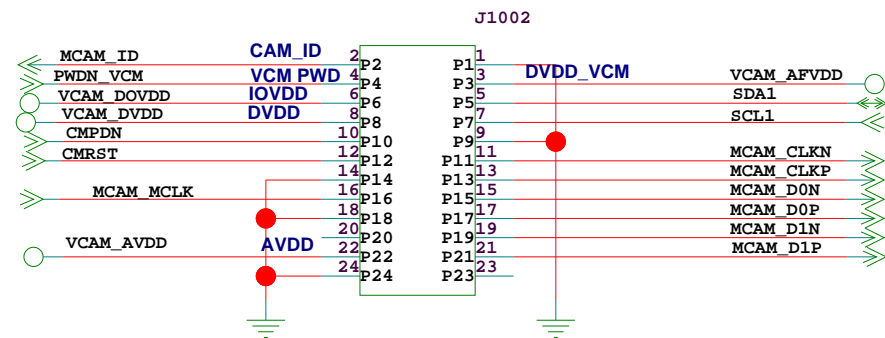 J1002
MCAM_ID CAM_ID 2 P2 P1 1
PWDN_VCM VCM PWD 4 P4 P3 3 DVDD_VCM VCAM_AFVDD
VCAM_DOVDD IOVDD 6 P6 P5 5 SDA1
VCAM_DVDD DVDD 8 P8 P7 7 SCL1
CMPDN 10 P10 P9 9
CMRST 12 P12 P11 11 MCAM_CLKN
14 P14 P13 13 MCAM_CLKP
MCAM_MCLK 16 P16 P15 15 MCAM_D0N
18 P18 P17 17 MCAM_D0P
20 P20 P19 19 MCAM_D1N
VCAM_AVDD AVDD 22 P22 P21 21 MCAM_D1P
24 P24 P23 23